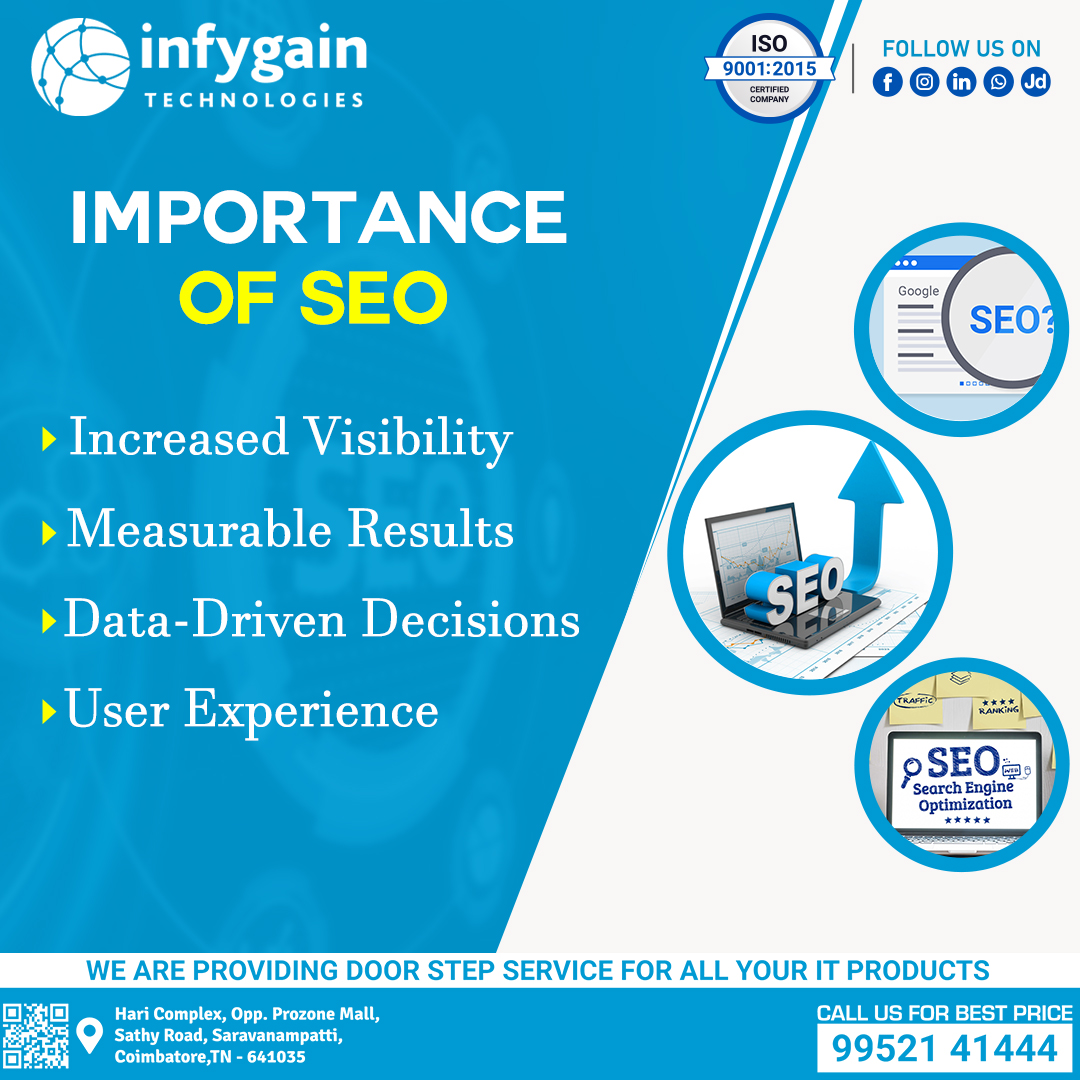 infygain
TECHNOLOGIES
ISO
9001:2015
CERTIFIED
COMPANY
FOLLOW US ON
Jd
IMPORTANCE
OF SEO
Increased Visibility
Measurable Results
Data-Driven Decisions
User Experience
Google
SEO?
SEO
TRAFFIC
RANKING
SEO
WEB
Search Engine
Optimization
WE ARE PROVIDING DOOR STEP SERVICE FOR ALL YOUR IT PRODUCTS
Hari Complex, Opp. Prozone Mall,
Sathy Road, Saravanampatti,
Coimbatore,TN - 641035
CALL US FOR BEST PRICE
99521 41444